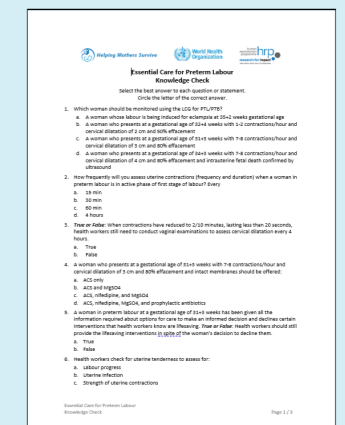 Helping Mothers Survive
World Health
Organization
hrp
Essential Care for Preterm Labour
Knowledge Check
Select the best answer to each question or statement.
Circle the letter of the correct answer.
1. Which woman should be monitored using the LCG for PTL/PTB?
a. A woman whose labour is being induced for eclampsia at 35+2 weeks gestational age
b. A woman who presents at a gestational age of 32+4 weeks with 1-2 contractions/hour and
cervical dilatation of 2 cm and 50% effacement
c. A woman who presents at a gestational age of 31+5 weeks with 7-8 contractions/hour and
cervical dilatation of 3 cm and 80% effacement
d. A woman who presents at a gestational age of 34+6 weeks with 7-8 contractions/hour and
cervical dilatation of 4 cm and 80% effacement and intrauterine fetal death confirmed by
ultrasound
2. How frequently will you assess uterine contractions (frequency and duration) when a woman in
preterm labour is in active phase of first stage of labour? Every
a. 15 min
b. 30 min
c. 60 min
d. 4 hours
3. True or False: When contractions have reduced to 2/10 minutes, lasting less than 20 seconds,
health workers still need to conduct vaginal examinations to assess cervical dilatation every 4
hours.
a. True
b. False
4. A woman who presents at a gestational age of 31+5 weeks with 7-8 contractions/hour and
cervical dilatation of 3 cm and 80% effacement and intact membranes should be offered:
a. ACS only
b. ACS and MgSO4
c. ACS, nifedipine, and MgSO4
d. ACS, nifedipine, MgSO4, and prophylactic antibiotics
5. A woman in preterm labour at a gestational age of 31+5 weeks has been given all the
information required about options for care to make an informed decision and declines certain
interventions that health workers know are lifesaving. True or False: Health workers should still
provide the lifesaving interventions in spite of the woman's decision to decline them.
a. True
b. False
6. Health workers check for uterine tenderness to assess for:
a. Labour progress
b. Uterine infection
c. Strength of uterine contractions
Essential Care for Preterm Labour
Knowledge Check Page 1 / 3